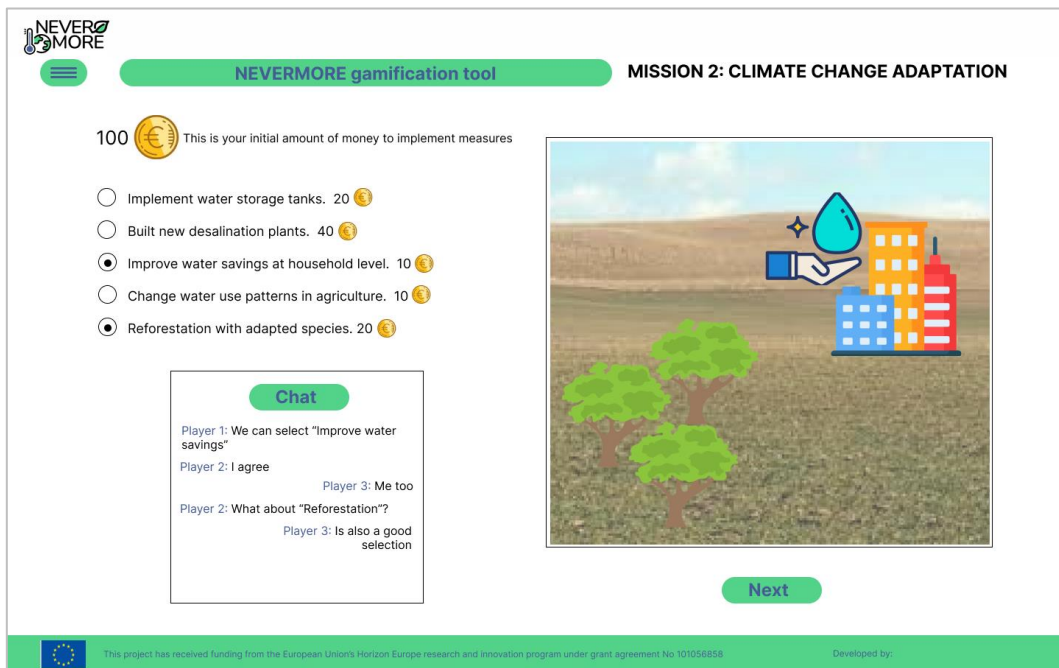 NEVER
MORE
NEVERMORE gamification tool
MISSION 2: CLIMATE CHANGE ADAPTATION
100 € This is your initial amount of money to implement measures
Implement water storage tanks. 20 €
Built new desalination plants. 40 €
Improve water savings at household level. 10 €
Change water use patterns in agriculture. 10 €
Reforestation with adapted species. 20 €
Chat
Player 1: We can select “Improve water
savings”
Player 2: I agree
Player 3: Me too
Player 2: What about “Reforestation”?
Player 3: Is also a good
selection
Next
This project has received funding from the European Union's Horizon Europe research and innovation program under grant agreement No 101056858
Developed by: